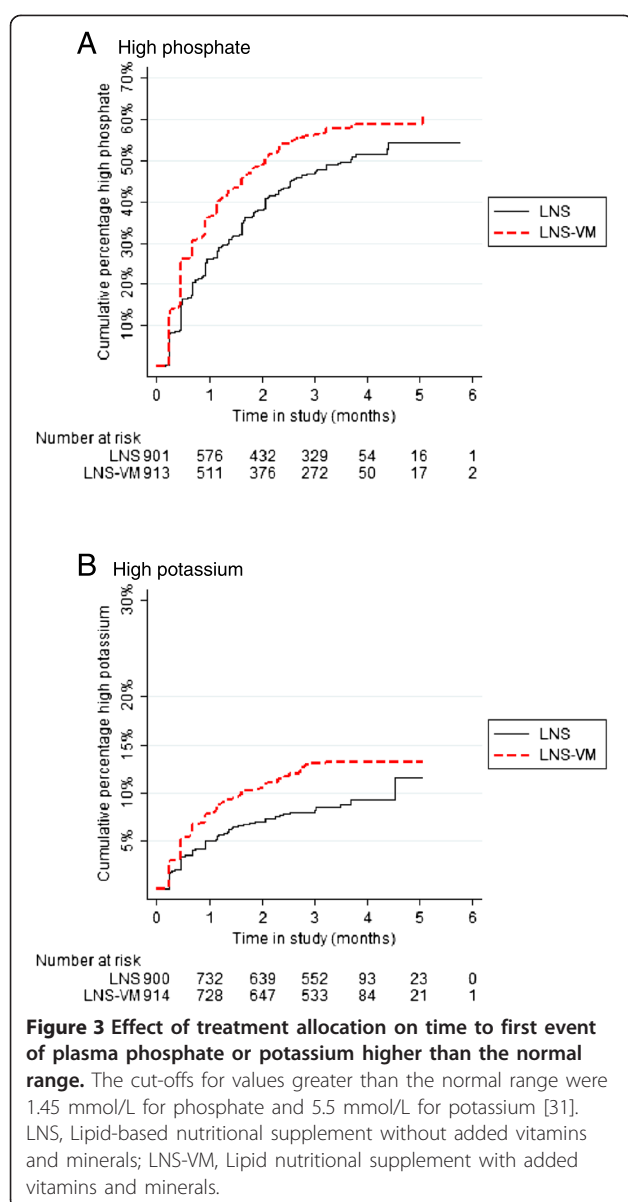 A High phosphate
Cumulative percentage high phosphate
70%
60%
50%
40%
30%
20%
10%
0 1 2 3 4 5 6
Time in study (months)
LNS
LNS-VM
Number at risk
LNS 901 576 432 329 54 16 1
LNS-VM 913 511 376 272 50 17 2
B High potassium
Cumulative percentage high potassium
30%
20%
15%
10%
5%
0 1 2 3 4 5 6
Time in study (months)
LNS
LNS-VM
Number at risk
LNS 900 732 639 552 93 23 0
LNS-VM 914 728 647 533 84 21 1
Figure 3 Effect of treatment allocation on time to first event
of plasma phosphate or potassium higher than the normal
range. The cut-offs for values greater than the normal range were
1.45 mmol/L for phosphate and 5.5 mmol/L for potassium [31].
LNS, Lipid-based nutritional supplement without added vitamins
and minerals; LNS-VM, Lipid nutritional supplement with added
vitamins and minerals.